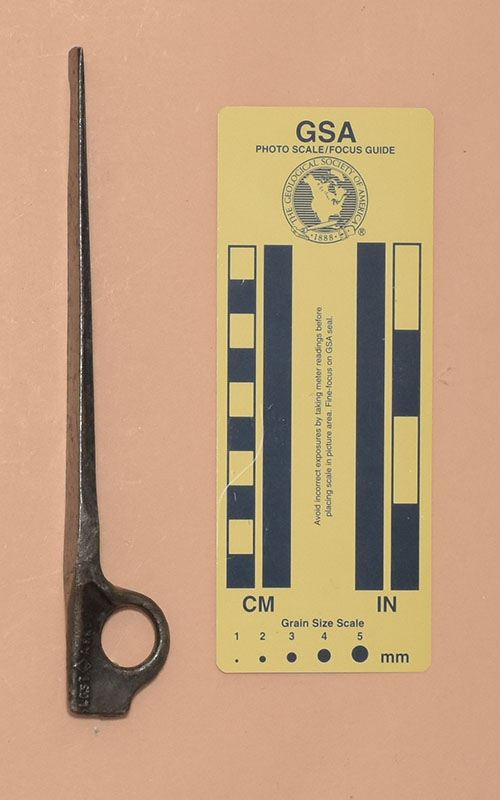 GSA
PHOTO SCALE/FOCUS GUIDE
THE GEOLOGICAL SOCIETY OF AMERICA
1888
®
Avoid incorrect exposures by taking meter readings before
placing scale in picture area. Fine-focus on GSA seal.
CM
IN
Grain Size Scale
1 2 3 4 5
mm
LOST